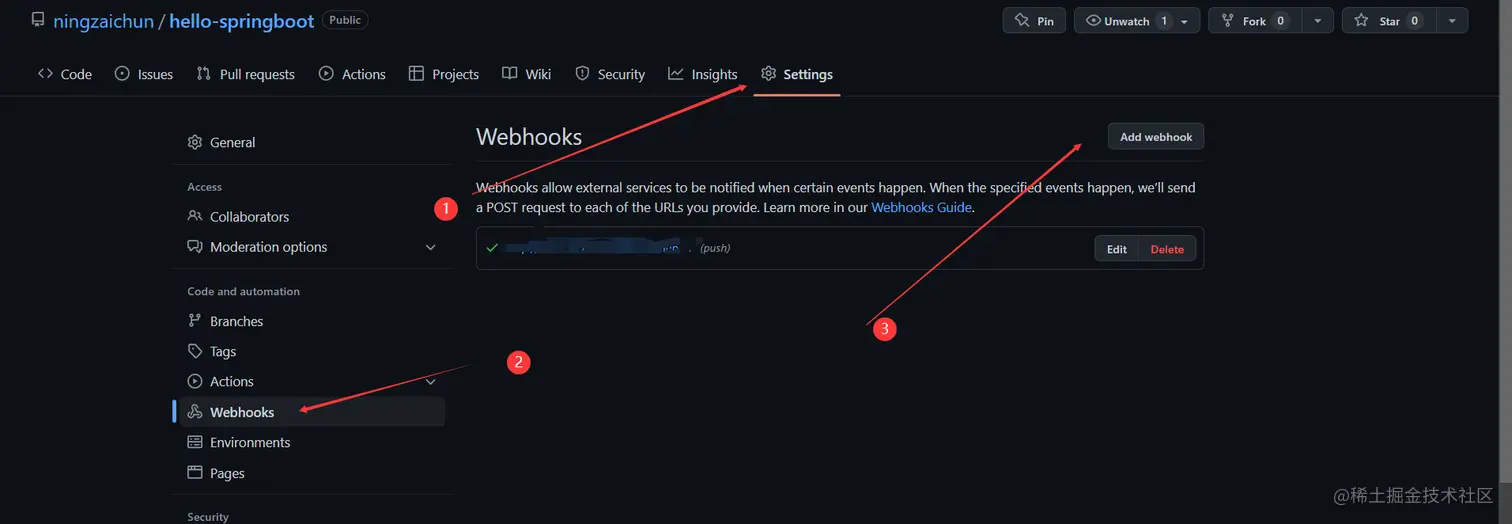 ningzaichun / hello-springboot Public
Pin Unwatch 1 Fork 0 Star 0
Code Issues Pull requests Actions Projects Wiki Security Insights Settings
General
Access
Collaborators
Moderation options
Code and automation
Branches
Tags
Actions
Webhooks
Environments
Pages
Security
Webhooks
Add webhook
Webhooks allow external services to be notified when certain events happen. When the specified events happen, we'll send
a POST request to each of the URLs you provide. Learn more in our Webhooks Guide.
(push) Edit Delete
1
2
3
@稀土掘金技术社区